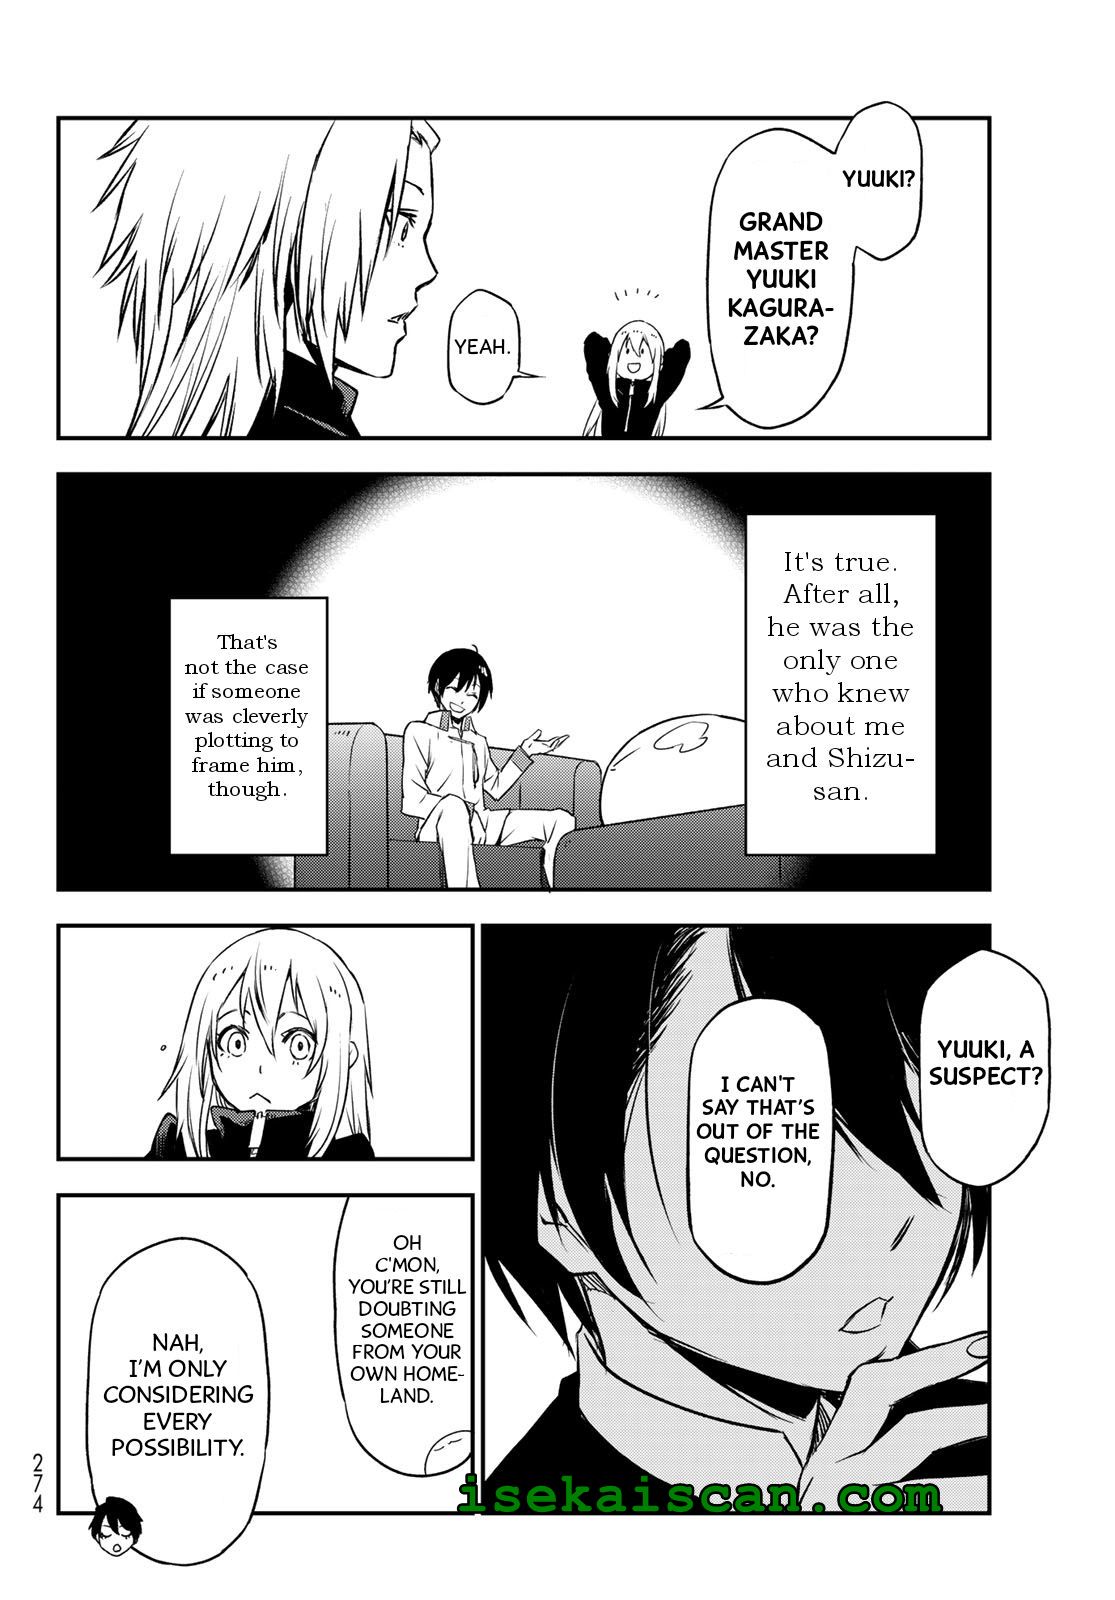 YUUKI?
GRAND
MASTER
YUUKI
KAGURA-
ZAKA?
YEAH.
It's true.
After all,
he was the
only one
who knew
about me
and Shizu-
san.
That's
not the case
if someone
was cleverly
plotting to
frame him,
though.
YUUKI, A
SUSPECT?
I CAN'T
SAY THAT'S
OUT OF THE
QUESTION,
NO.
OH
C'MON,
YOU'RE STILL
DOUBTING
SOMEONE
FROM YOUR
OWN HOME-
LAND.
NAH,
I'M ONLY
CONSIDERING
EVERY
POSSIBILITY.
274
isekaiscan.com